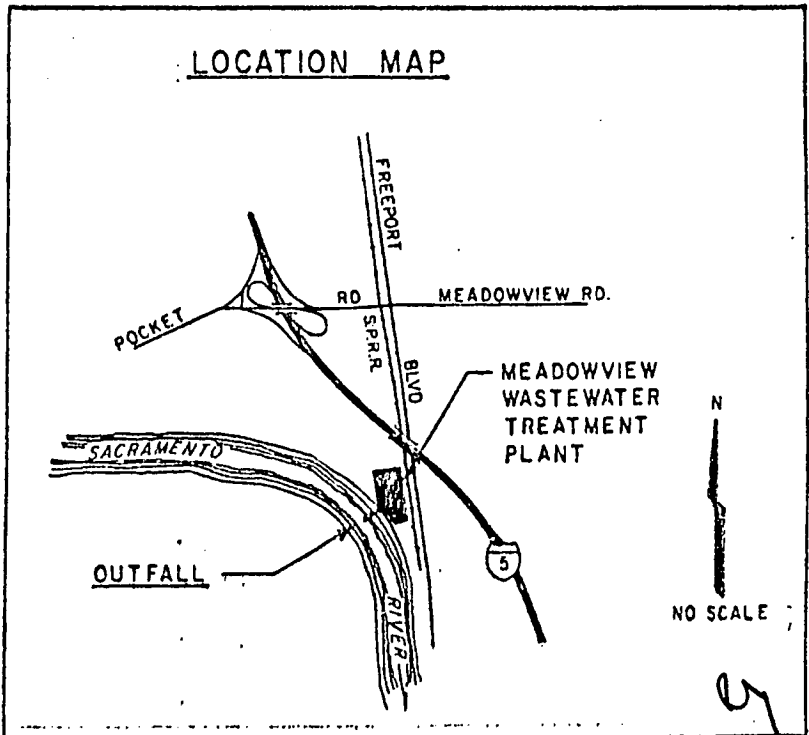 LOCATION MAP
FREEPORT
BLVD
S.P.R.R.
POCKET
RD
MEADOWVIEW RD.
MEADOWVIEW
WASTEWATER
TREATMENT
PLANT
SACRAMENTO
RIVER
OUTFALL
5
N
NO SCALE